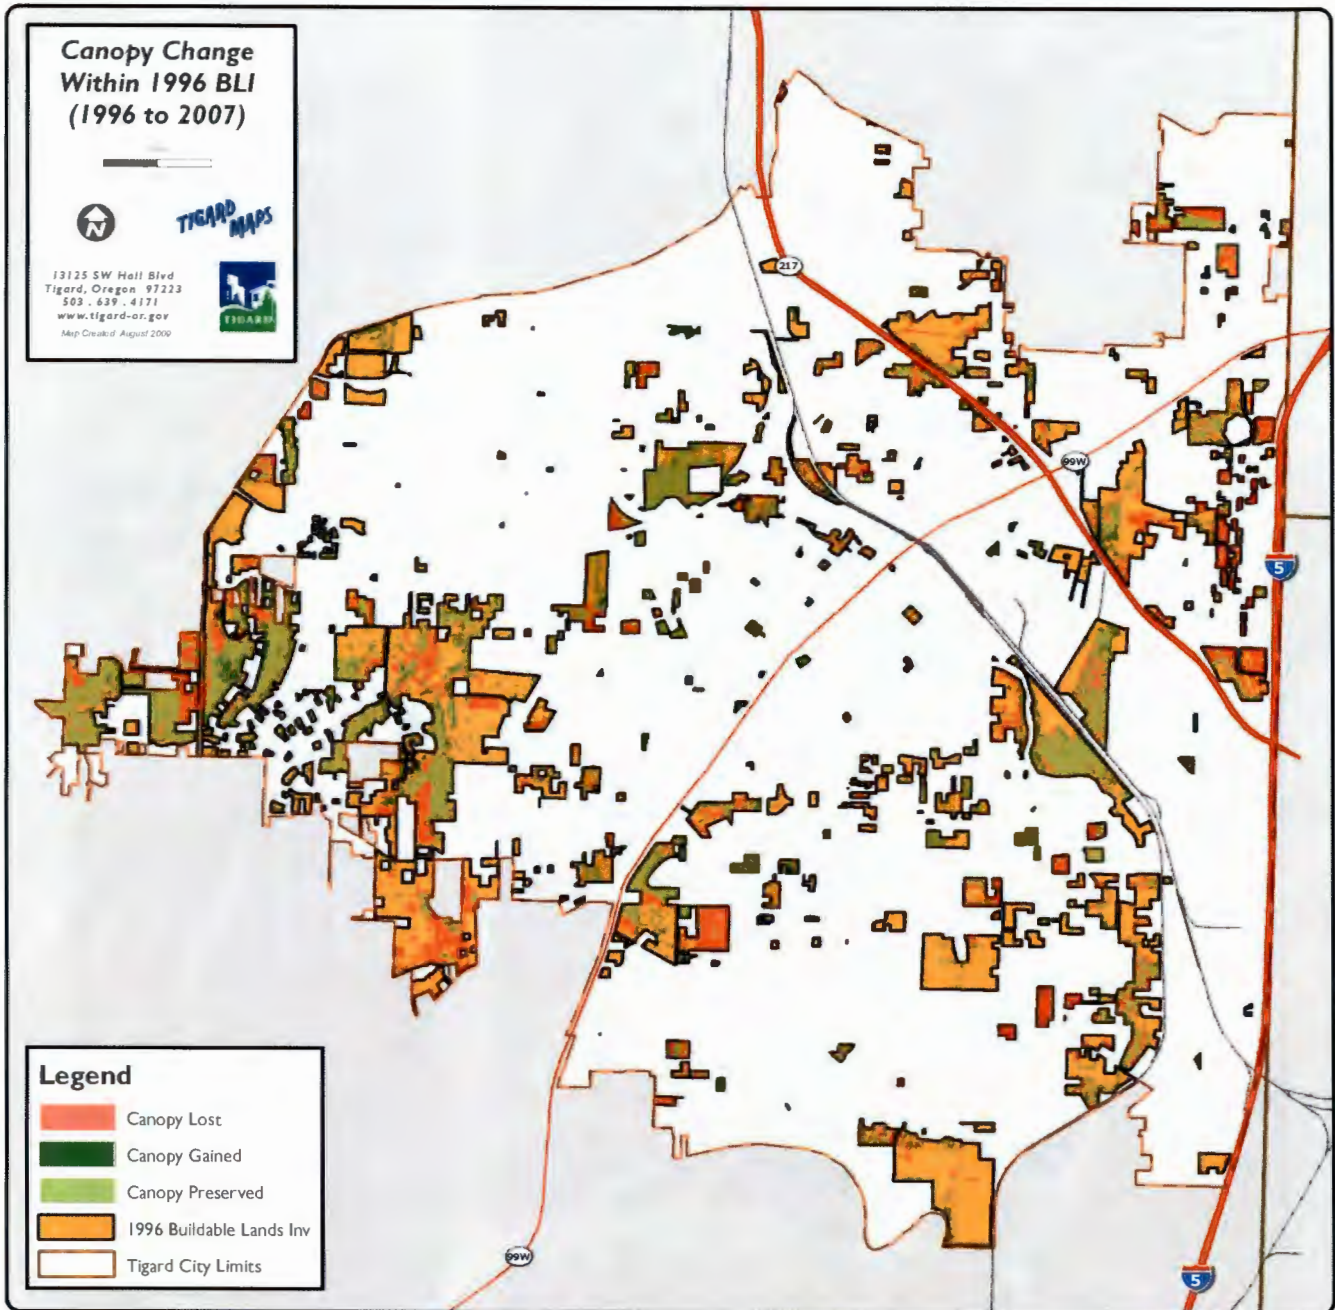 Canopy Change
Within 1996 BLI
(1996 to 2007)
N
TIGARD
MAPS
13125 SW Hall Blvd
Tigard, Oregon 97223
503 . 639 . 4171
www.tigard-or.gov
Map Created August 2009
TIGARD
217
99W
5
Legend
Canopy Lost
Canopy Gained
Canopy Preserved
1996 Buildable Lands Inv
Tigard City Limits
99W
5